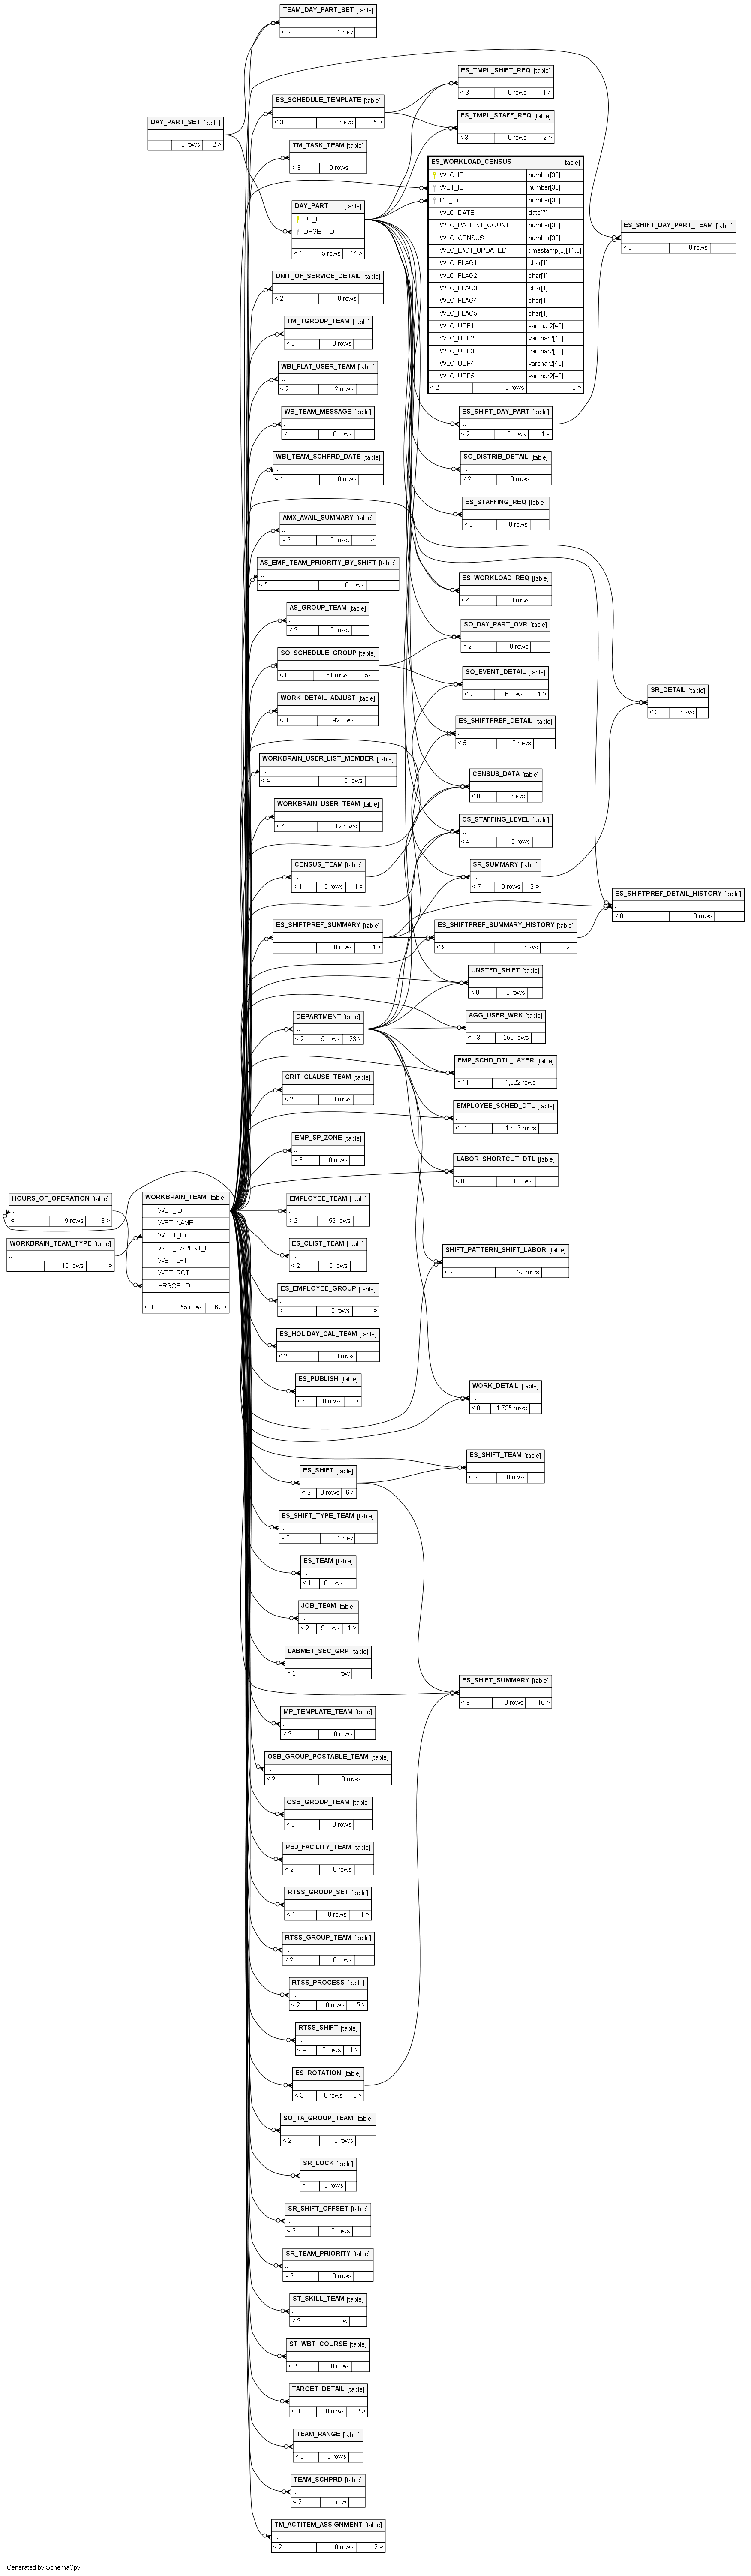 TEAM_DAY_PART_SET [table]
...
< 2 1 row
ES_TMPL_SHIFT_REQ [table]
...
< 3 0 rows 1 >
ES_SCHEDULE_TEMPLATE [table]
...
< 3 0 rows 5 >
ES_TMPL_STAFF_REQ [table]
...
< 3 0 rows 2 >
DAY_PART_SET [table]
...
3 rows 2 >
TM_TASK_TEAM [table]
...
< 3 0 rows
ES_WORKLOAD_CENSUS [table]
WLC_ID number[38]
WBT_ID number[38]
DP_ID number[38]
WLC_DATE date[7]
WLC_PATIENT_COUNT number[38]
WLC_CENSUS number[38]
WLC_LAST_UPDATED timestamp(6)[11,6]
WLC_FLAG1 char[1]
WLC_FLAG2 char[1]
WLC_FLAG3 char[1]
WLC_FLAG4 char[1]
WLC_FLAG5 char[1]
WLC_UDF1 varchar2[40]
WLC_UDF2 varchar2[40]
WLC_UDF3 varchar2[40]
WLC_UDF4 varchar2[40]
WLC_UDF5 varchar2[40]
< 2 0 rows 0 >
DAY_PART [table]
DP_ID
DPSET_ID
...
< 1 5 rows 14 >
ES_SHIFT_DAY_PART_TEAM [table]
...
< 2 0 rows
UNIT_OF_SERVICE_DETAIL [table]
...
< 2 0 rows
TM_TGROUP_TEAM [table]
...
< 2 0 rows
WBI_FLAT_USER_TEAM [table]
...
< 2 2 rows
WB_TEAM_MESSAGE [table]
...
< 1 0 rows
ES_SHIFT_DAY_PART [table]
...
< 2 0 rows 1 >
WBI_TEAM_SCHPRD_DATE [table]
...
< 1 0 rows
SO_DISTRIB_DETAIL [table]
...
< 2 0 rows
ES_STAFFING_REQ [table]
...
< 3 0 rows
AMX_AVAIL_SUMMARY [table]
...
< 2 0 rows 1 >
AS_EMP_TEAM_PRIORITY_BY_SHIFT [table]
...
< 5 0 rows
ES_WORKLOAD_REQ [table]
...
< 4 0 rows
AS_GROUP_TEAM [table]
...
< 2 0 rows
SO_DAY_PART_OVR [table]
...
< 2 0 rows
SO_SCHEDULE_GROUP [table]
...
< 8 51 rows 59 >
SO_EVENT_DETAIL [table]
...
< 7 6 rows 1 >
SR_DETAIL [table]
...
< 3 0 rows
WORK_DETAIL_ADJUST [table]
...
< 4 92 rows
ES_SHIFTPREF_DETAIL [table]
...
< 5 0 rows
WORKBRAIN_USER_LIST_MEMBER [table]
...
< 4 0 rows
CENSUS_DATA [table]
...
< 8 0 rows
WORKBRAIN_USER_TEAM [table]
...
< 4 12 rows
CS_STAFFING_LEVEL [table]
...
< 4 0 rows
CENSUS_TEAM [table]
...
< 1 0 rows 1 >
SR_SUMMARY [table]
...
< 7 0 rows 2 >
ES_SHIFTPREF_DETAIL_HISTORY [table]
...
< 6 0 rows
ES_SHIFTPREF_SUMMARY [table]
...
< 8 0 rows 4 >
ES_SHIFTPREF_SUMMARY_HISTORY [table]
...
< 9 0 rows 2 >
UNSTFD_SHIFT [table]
...
< 9 0 rows
DEPARTMENT [table]
...
< 2 5 rows 23 >
AGG_USER_WRK [table]
...
< 13 550 rows
EMP_SCHD_DTL_LAYER [table]
...
< 11 1,022 rows
CRIT_CLAUSE_TEAM [table]
...
< 2 0 rows
EMPLOYEE_SCHED_DTL [table]
...
< 11 1,416 rows
EMP_SP_ZONE [table]
...
< 3 0 rows
LABOR_SHORTCUT_DTL [table]
...
< 8 0 rows
HOURS_OF_OPERATION [table]
...
< 1 9 rows 3 >
WORKBRAIN_TEAM_TYPE [table]
...
10 rows 1 >
WORKBRAIN_TEAM [table]
WBT_ID
WBT_NAME
WBTT_ID
WBT_PARENT_ID
WBT_LFT
WBT_RGT
HRSOP_ID
...
< 3 55 rows 67 >
EMPLOYEE_TEAM [table]
...
< 2 59 rows
ES_CLIST_TEAM [table]
...
< 2 0 rows
SHIFT_PATTERN_SHIFT_LABOR [table]
...
< 9 22 rows
ES_EMPLOYEE_GROUP [table]
...
< 1 0 rows 1 >
ES_HOLIDAY_CAL_TEAM [table]
...
< 2 0 rows
ES_PUBLISH [table]
...
< 4 0 rows 1 >
WORK_DETAIL [table]
...
< 8 1,735 rows
ES_SHIFT_TEAM [table]
...
< 2 0 rows
ES_SHIFT [table]
...
< 2 0 rows 6 >
ES_SHIFT_TYPE_TEAM [table]
...
< 3 1 row
ES_TEAM [table]
...
< 1 0 rows
JOB_TEAM [table]
...
< 2 9 rows 1 >
LABMET_SEC_GRP [table]
...
< 5 1 row
ES_SHIFT_SUMMARY [table]
...
< 8 0 rows 15 >
MP_TEMPLATE_TEAM [table]
...
< 2 0 rows
OSB_GROUP_POSTABLE_TEAM [table]
...
< 2 0 rows
OSB_GROUP_TEAM [table]
...
< 2 0 rows
PBJ_FACILITY_TEAM [table]
...
< 2 0 rows
RTSS_GROUP_SET [table]
...
< 1 0 rows 1 >
RTSS_GROUP_TEAM [table]
...
< 2 0 rows
RTSS_PROCESS [table]
...
< 2 0 rows 5 >
RTSS_SHIFT [table]
...
< 4 0 rows 1 >
ES_ROTATION [table]
...
< 3 0 rows 6 >
SO_TA_GROUP_TEAM [table]
...
< 2 0 rows
SR_LOCK [table]
...
< 1 0 rows
SR_SHIFT_OFFSET [table]
...
< 3 0 rows
SR_TEAM_PRIORITY [table]
...
< 2 0 rows
ST_SKILL_TEAM [table]
...
< 2 1 row
ST_WBT_COURSE [table]
...
< 2 0 rows
TARGET_DETAIL [table]
...
< 3 0 rows 2 >
TEAM_RANGE [table]
...
< 3 2 rows
TEAM_SCHPRD [table]
...
< 2 1 row
TM_ACTITEM_ASSIGNMENT [table]
...
< 2 0 rows 2 >
Generated by SchemaSpy